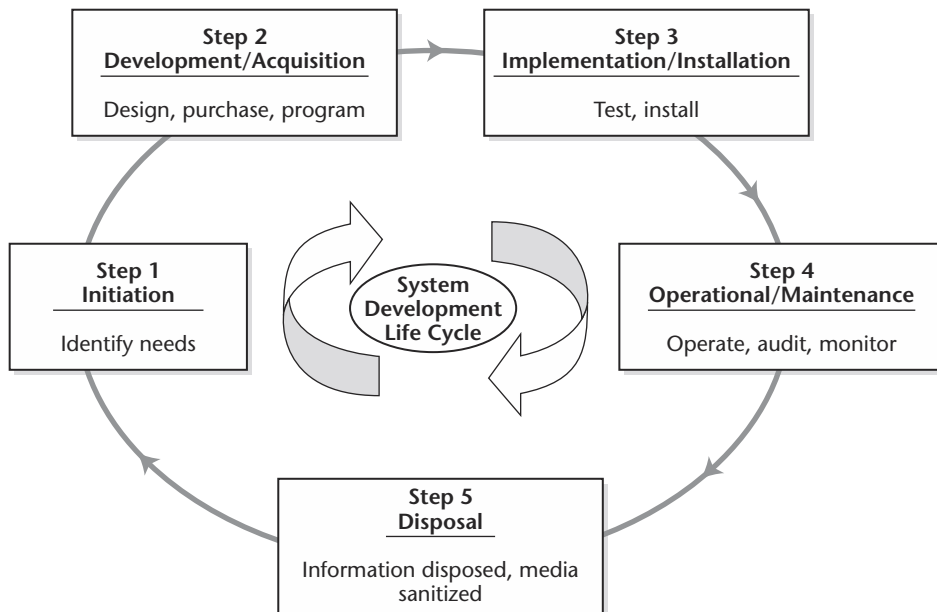 Step 1
Initiation
Identify needs
Step 2
Development/Acquisition
Design, purchase, program
Step 3
Implementation/Installation
Test, install
Step 4
Operational/Maintenance
Operate, audit, monitor
Step 5
Disposal
Information disposed, media
sanitized
System
Development
Life Cycle